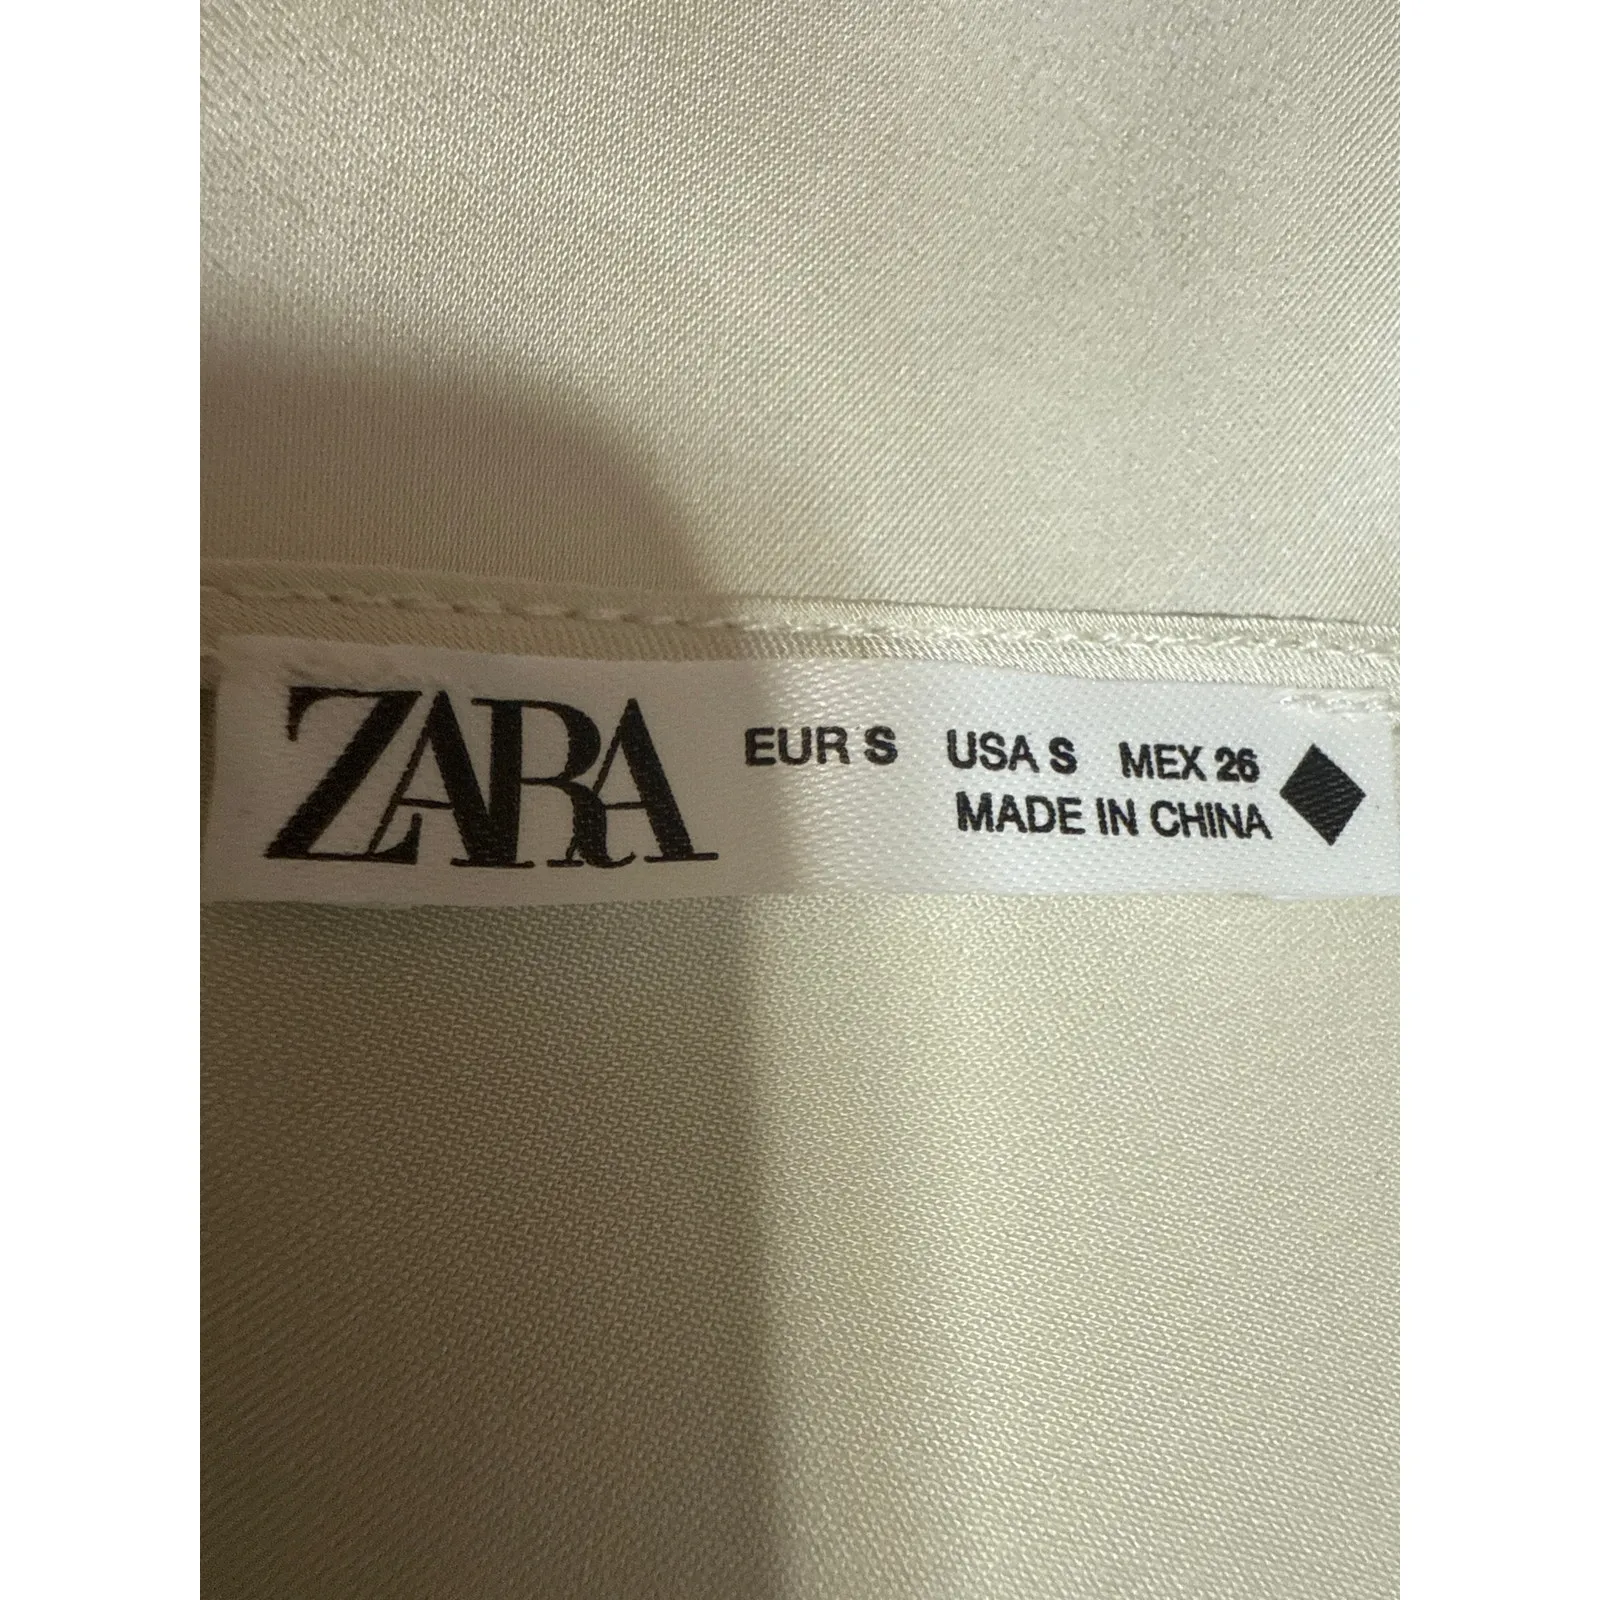 ZARA EUR S USA S MEX 26
MADE IN CHINA